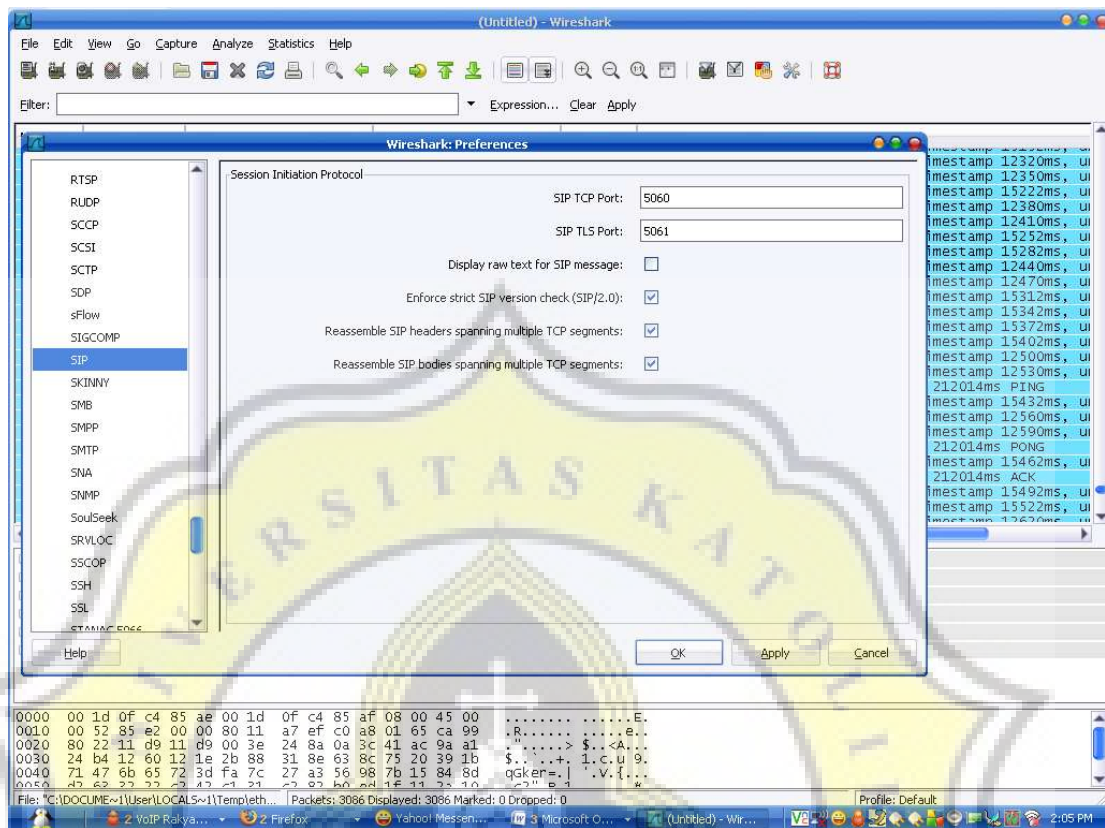 (Untitled) - Wireshark
File Edit View Go Capture Analyze Statistics Help
Filter: Expression... Clear Apply
Wireshark: Preferences
RTSP
RUDP
SCCP
SCSI
SCTP
SDP
sFlow
SIGCOMP
SIP
SKINNY
SMB
SMPP
SMTP
SNA
SNMP
SoulSeek
SRVLOC
SSCOP
SSH
SSL
STANAG 5066
Session Initiation Protocol
SIP TCP Port: 5060
SIP TLS Port: 5061
Display raw text for SIP message:
Enforce strict SIP version check (SIP/2.0):
Reassemble SIP headers spanning multiple TCP segments:
Reassemble SIP bodies spanning multiple TCP segments:
Help OK Apply Cancel
imestamp 12320ms, u
imestamp 12350ms, u
imestamp 15222ms, u
imestamp 12380ms, u
imestamp 12410ms, u
imestamp 15252ms, u
imestamp 15282ms, u
imestamp 12440ms, u
imestamp 12470ms, u
imestamp 15312ms, u
imestamp 15342ms, u
imestamp 15372ms, u
imestamp 15402ms, u
imestamp 12500ms, u
imestamp 12530ms, u
212014ms PING
imestamp 15432ms, u
imestamp 12560ms, u
imestamp 12590ms, u
212014ms PONG
imestamp 15462ms, u
212014ms ACK
imestamp 15492ms, u
imestamp 15522ms, u
imestamp 12620ms, u
ERSITAS KATOLI
0000 00 1d 0f c4 85 ae 00 1d 0f c4 85 af 08 00 45 00 ........ ......E.
0010 00 52 85 e2 00 00 80 11 a7 ef c0 a8 01 65 ca 99 .R...... .....e..
0020 80 22 11 d9 11 d9 00 3e 24 8a 0a 3c 41 ac 9a a1 .".....> $..<A...
0030 24 b4 12 60 12 1e 2b 88 31 8e 63 8c 75 20 39 1b $..`..+. 1.c.u 9.
0040 71 47 6b 65 72 3d fa 7c 27 a3 56 98 7b 15 84 8d qGker=.| '.V.{...
File: "C:\DOCUME~1\User\LOCALS~1\Temp\eth... Packets: 3086 Displayed: 3086 Marked: 0 Dropped: 0 Profile: Default
2 VoIP Rakya... 2 Firefox Yahoo! Messen... 3 Microsoft O... (Untitled) - Wir... 2:05 PM